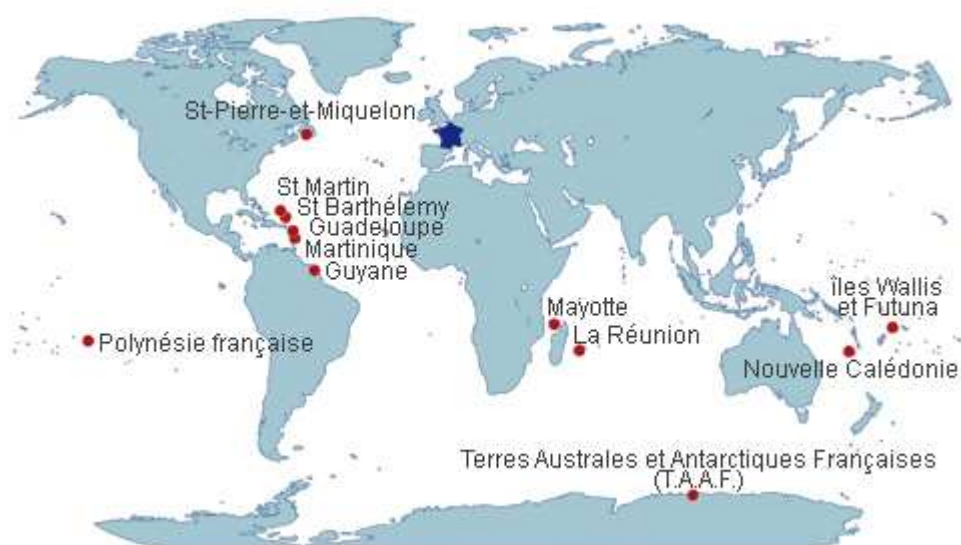 St-Pierre-et-Miquelon
St Martin
St Barthélemy
Guadeloupe
Martinique
Guyane
îles Wallis
et Futuna
Mayotte
La Réunion
Polynésie française
Nouvelle Calédonie
Terres Australes et Antarctiques Françaises
(T.A.A.F.)